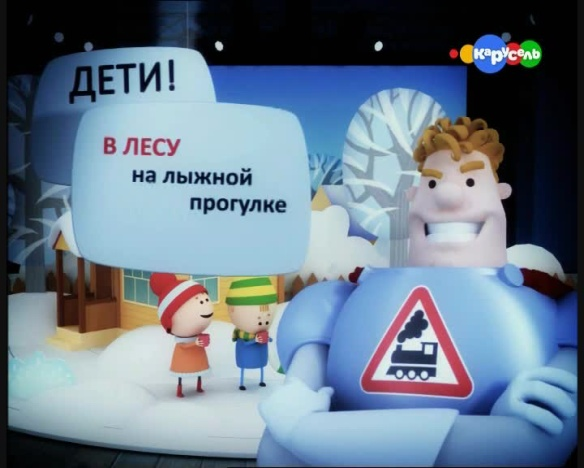 Карусель
ДЕТИ!
В ЛЕСУ
на лыжной
прогулке